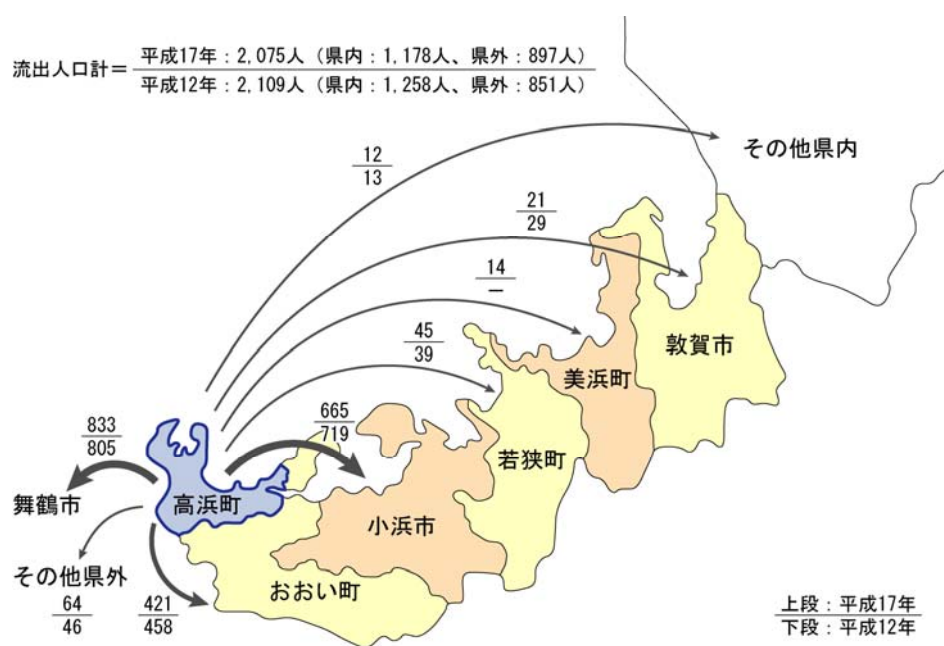 流出人口計＝
平成17年：2,075人（県内：1,178人、県外：897人）
平成12年：2,109人（県内：1,258人、県外：851人）
12
13
その他県内
21
29
14
－
45
39
敦賀市
美浜町
665
719
833
805
若狭町
舞鶴市
高浜町
小浜市
その他県外
64
46
421
458
おおい町
上段：平成17年
下段：平成12年